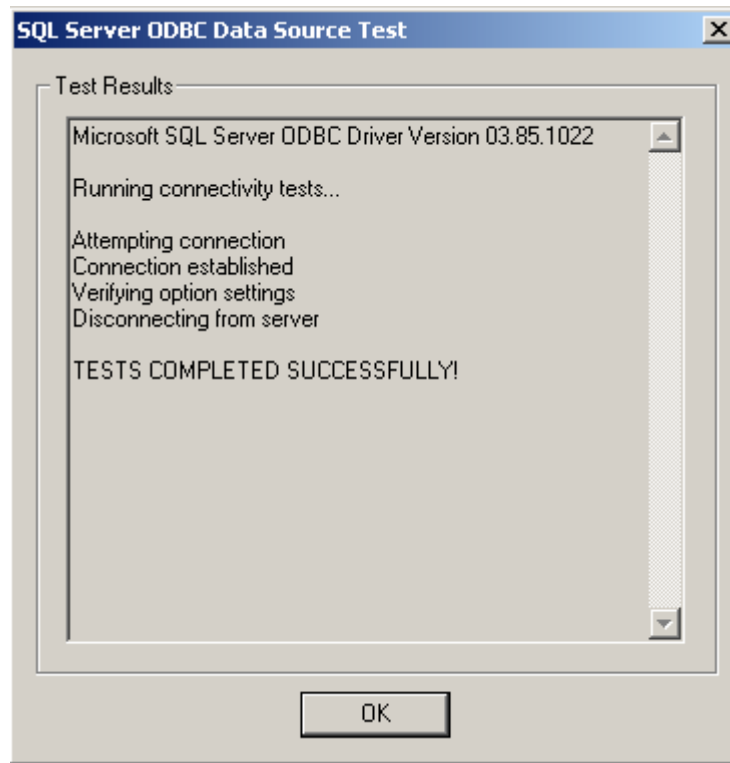 SQL Server ODBC Data Source Test
Test Results
Microsoft SQL Server ODBC Driver Version 03.85.1022
Running connectivity tests...
Attempting connection
Connection established
Verifying option settings
Disconnecting from server
TESTS COMPLETED SUCCESSFULLY!
OK